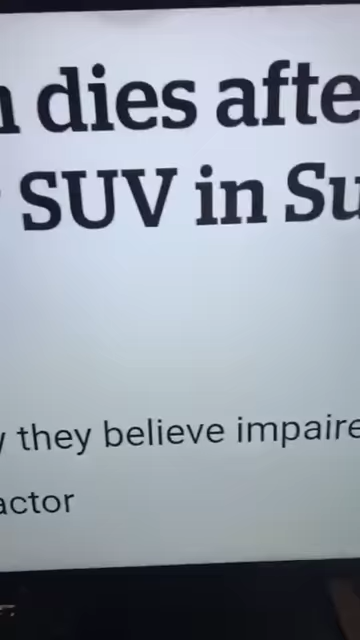 dies afte
SUV in Su
they believe impaire
actor